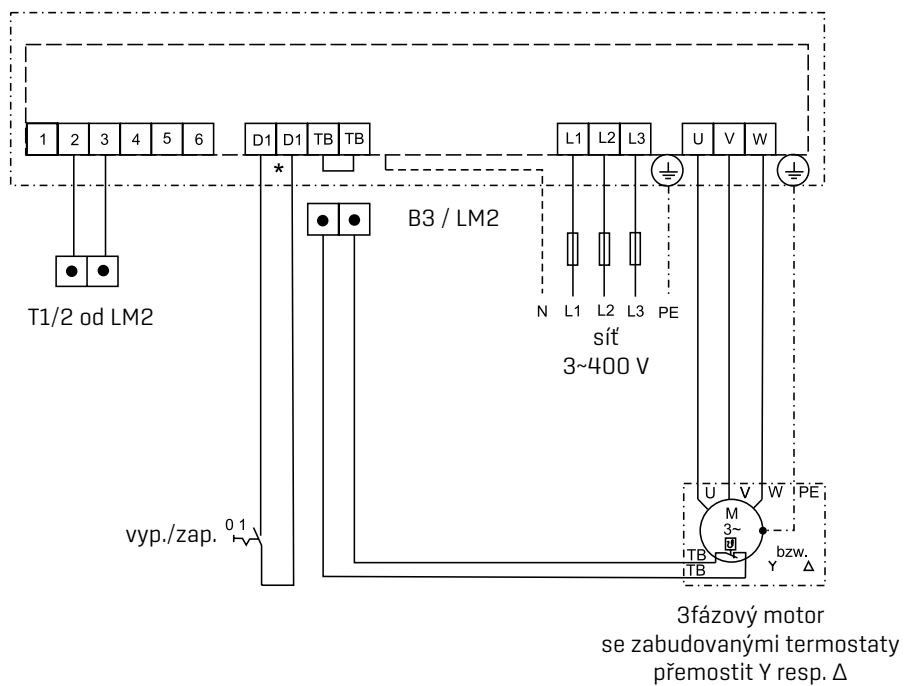 1 2 3 4 5 6 D1 D1 TB TB L1 L2 L3 U V W
*
B3 / LM2
T1/2 od LM2
N L1 L2 L3 PE
síť
3~400 V
vyp./zap. 0 1
U V W PE
M
3~
TB
TB
bzw.
Y Δ
3fázový motor
se zabudovanými termostaty
přemostit Y resp. Δ